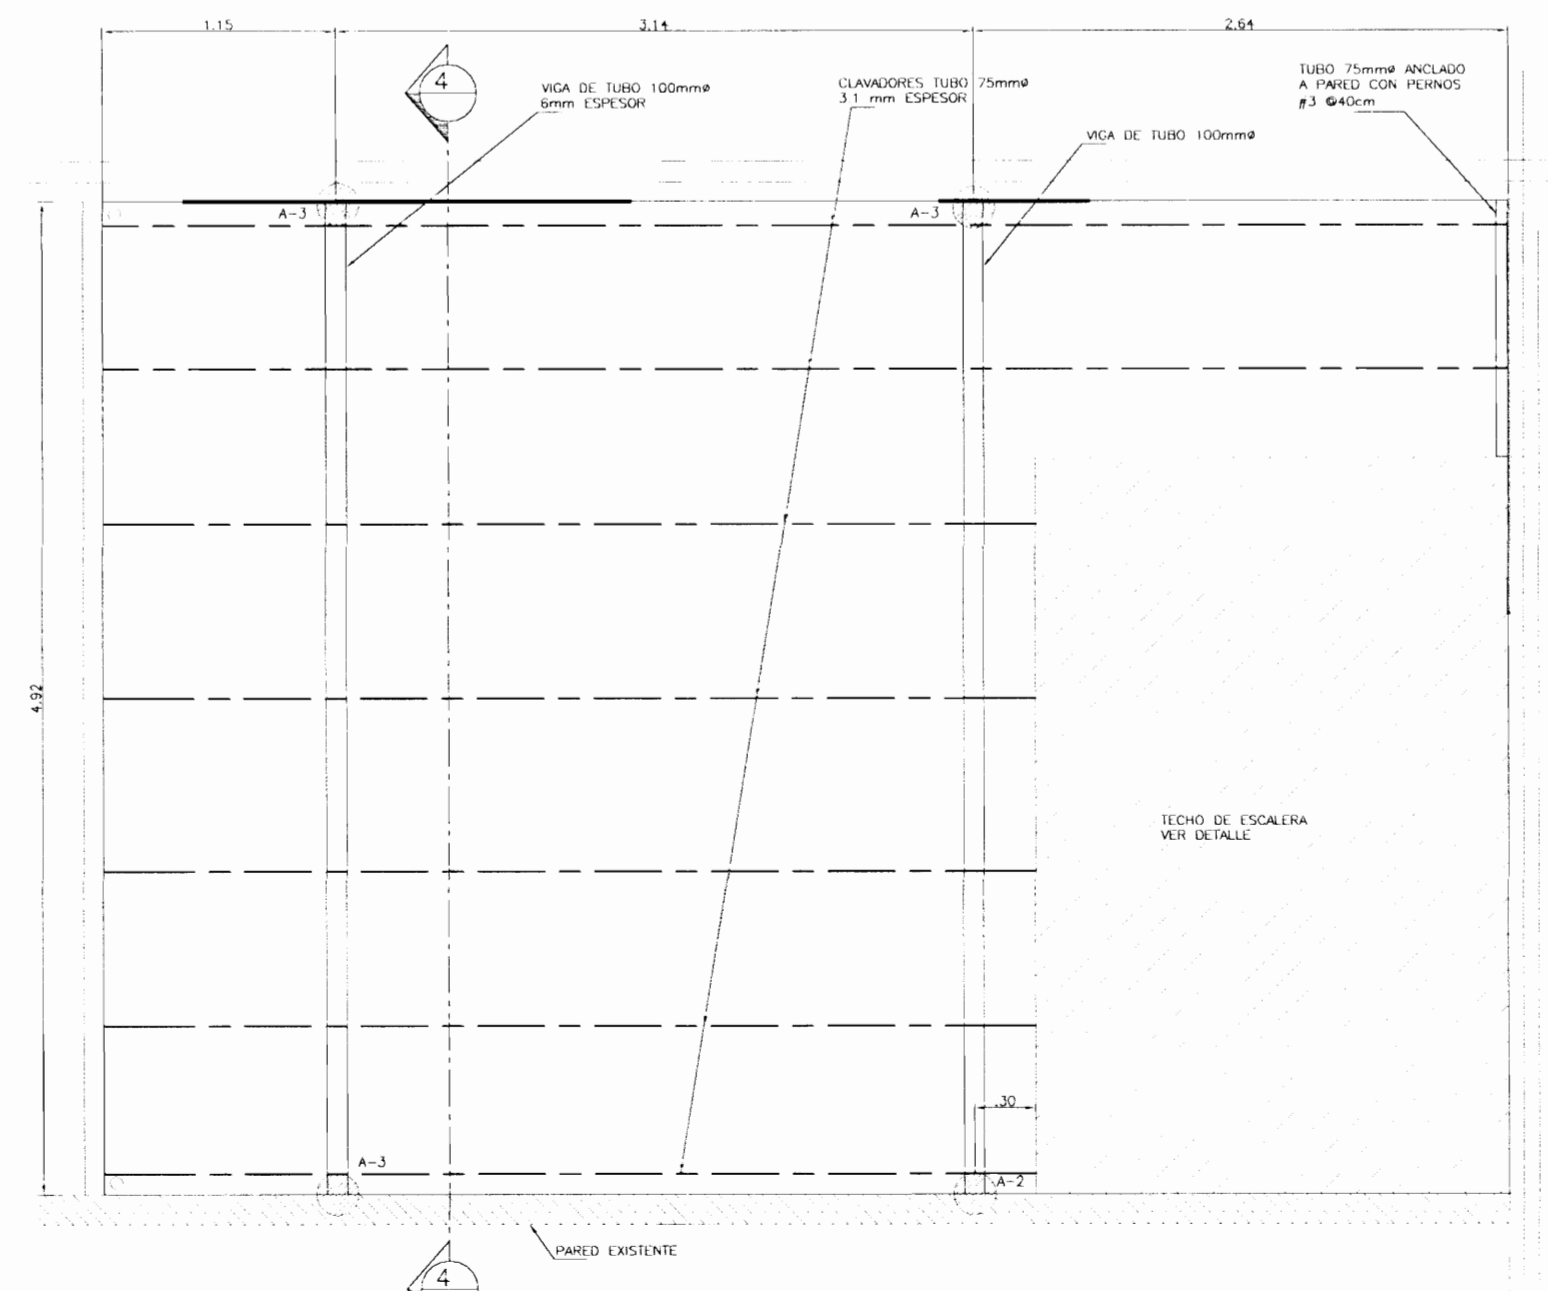 1.15
3.14
2.64
4
VIGA DE TUBO 100mmø
6mm ESPESOR
CLAVADORES TUBO 75mmø
3.1 mm ESPESOR
TUBO 75mmø ANCLADO
A PARED CON PERNOS
#3 @40cm
VIGA DE TUBO 100mmø
A-3
A-3
4.92
TECHO DE ESCALERA
VER DETALLE
.30
A-3
A-2
PARED EXISTENTE
4